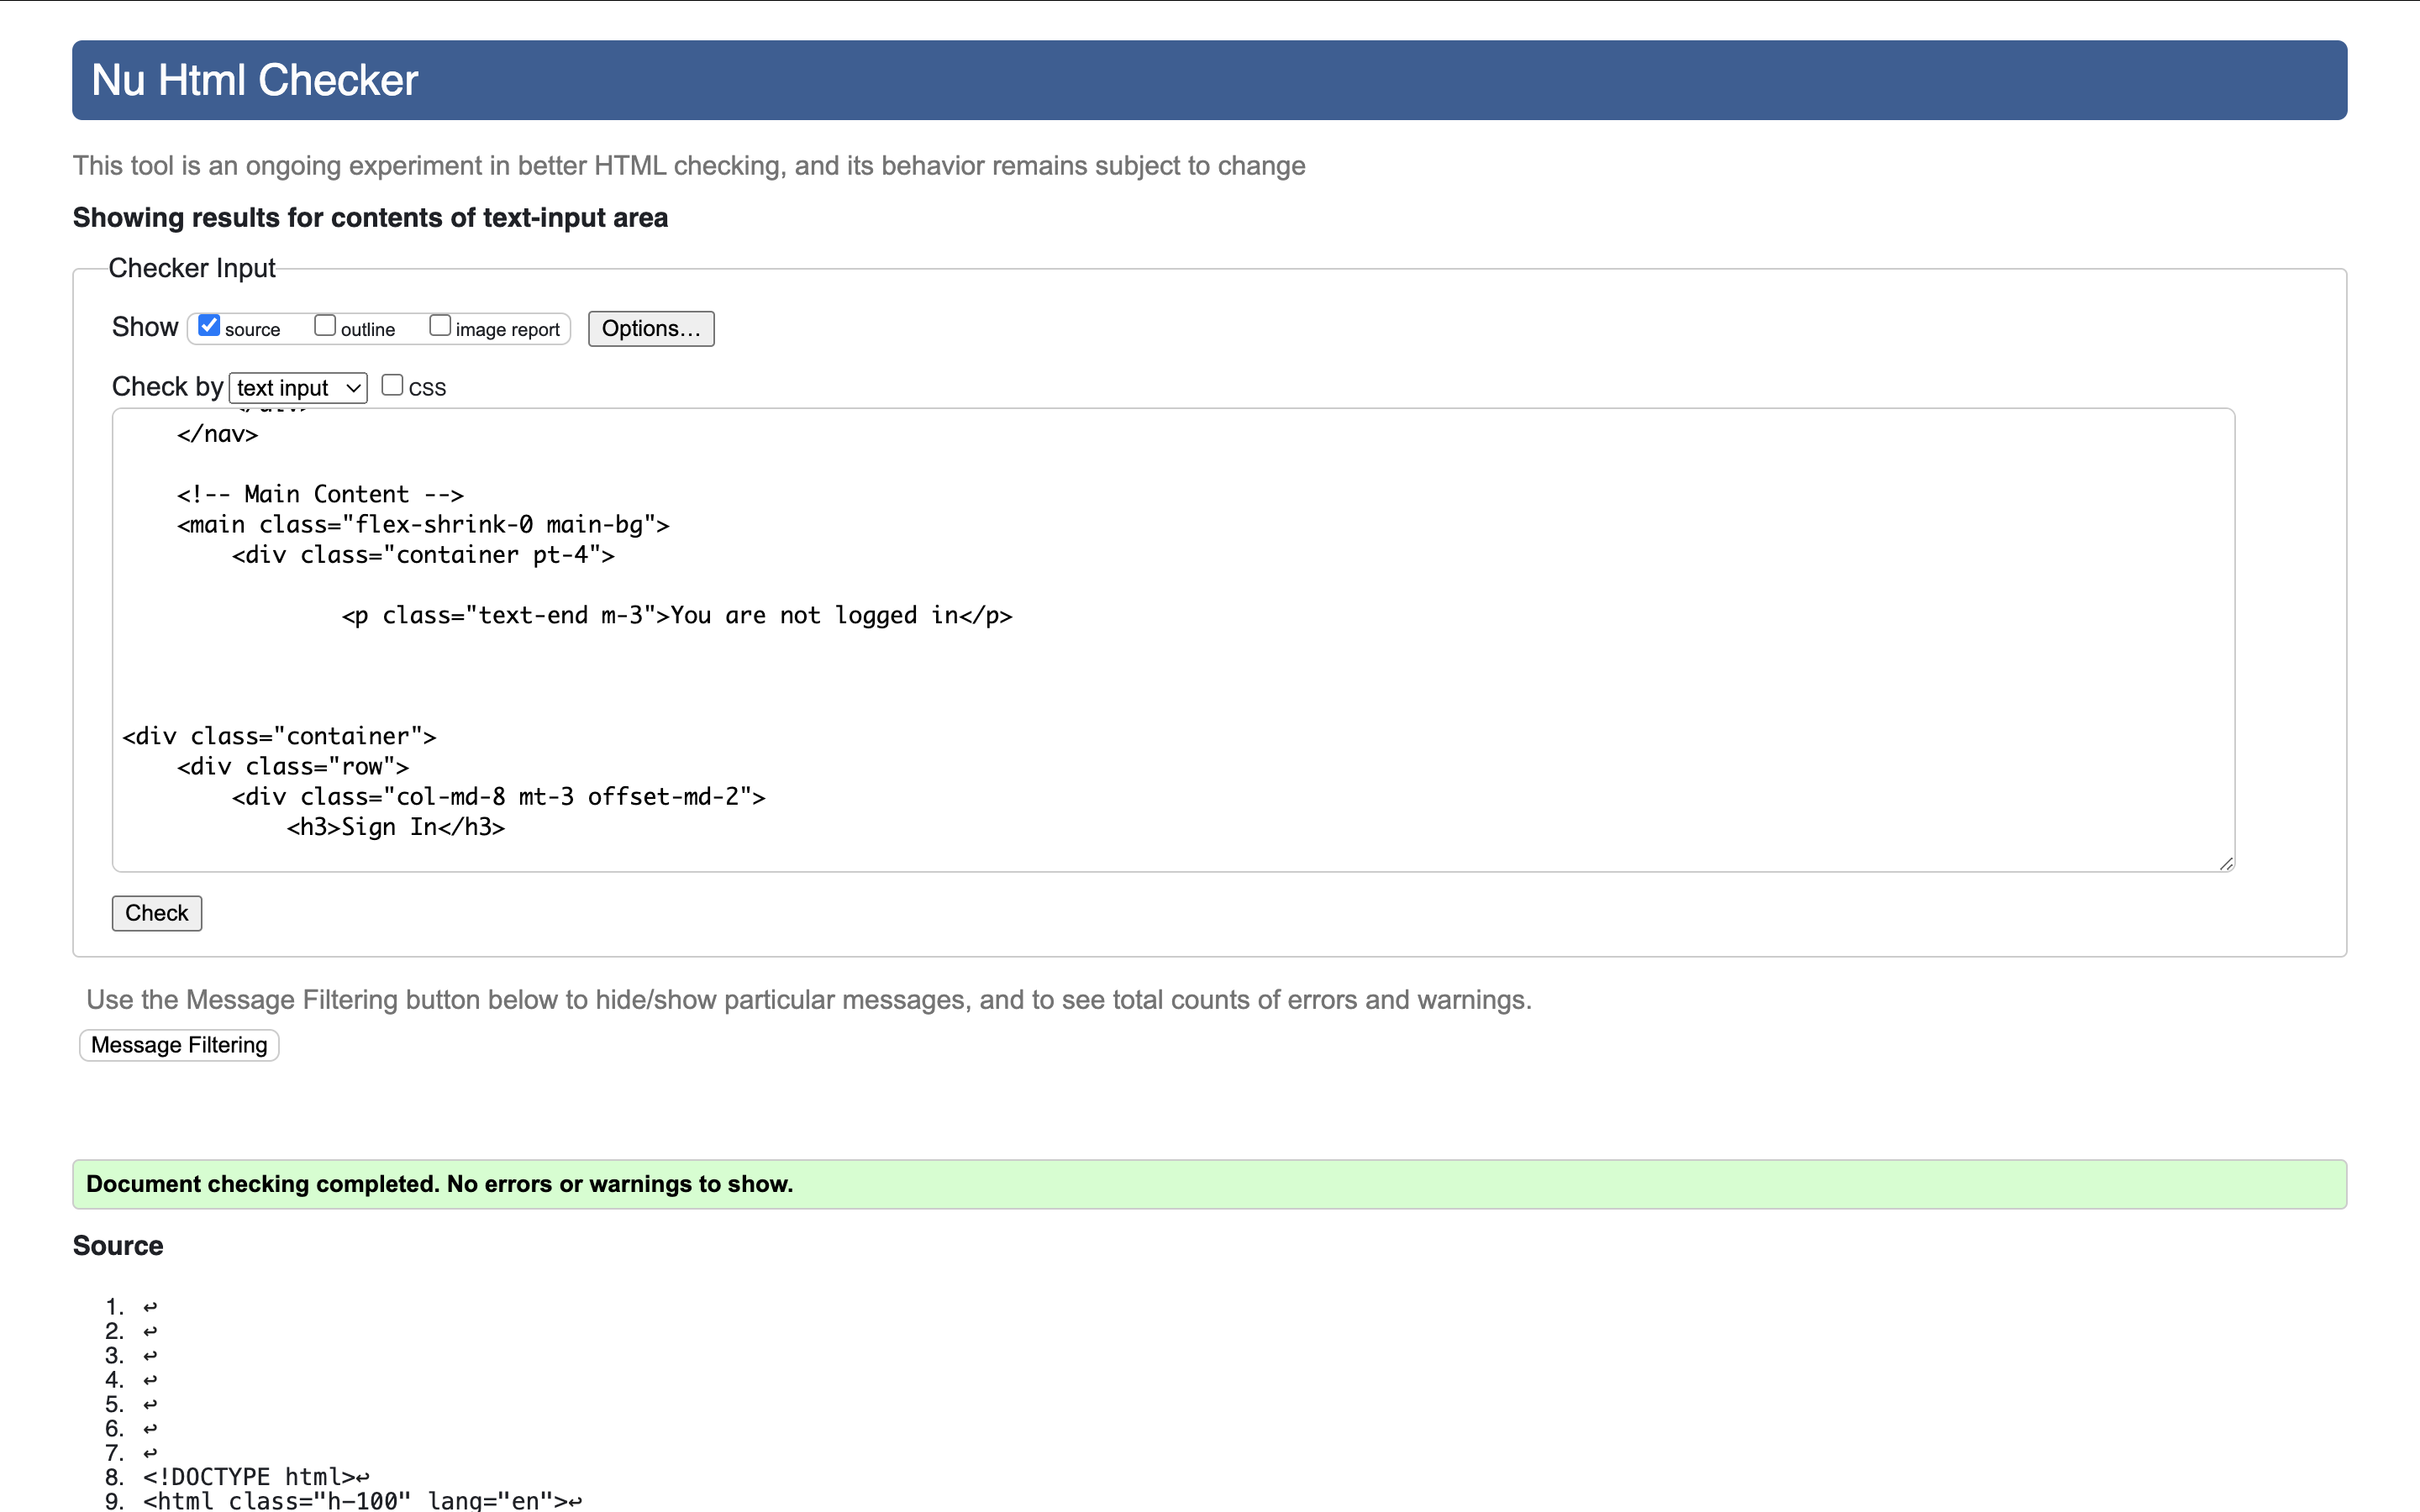 Nu Html Checker
This tool is an ongoing experiment in better HTML checking, and its behavior remains subject to change
Showing results for contents of text-input area
Checker Input
Show source outline image report Options...
Check by text input css
    </nav>
    <!-- Main Content -->
    <main class="flex-shrink-0 main-bg">
        <div class="container pt-4">
                <p class="text-end m-3">You are not logged in</p>
<div class="container">
    <div class="row">
        <div class="col-md-8 mt-3 offset-md-2">
            <h3>Sign In</h3>
Check
Use the Message Filtering button below to hide/show particular messages, and to see total counts of errors and warnings.
Message Filtering
Document checking completed. No errors or warnings to show.
Source
1. ↩
2. ↩
3. ↩
4. ↩
5. ↩
6. ↩
7. ↩
8. <!DOCTYPE html>↩
9. <html class="h-100" lang="en">↩